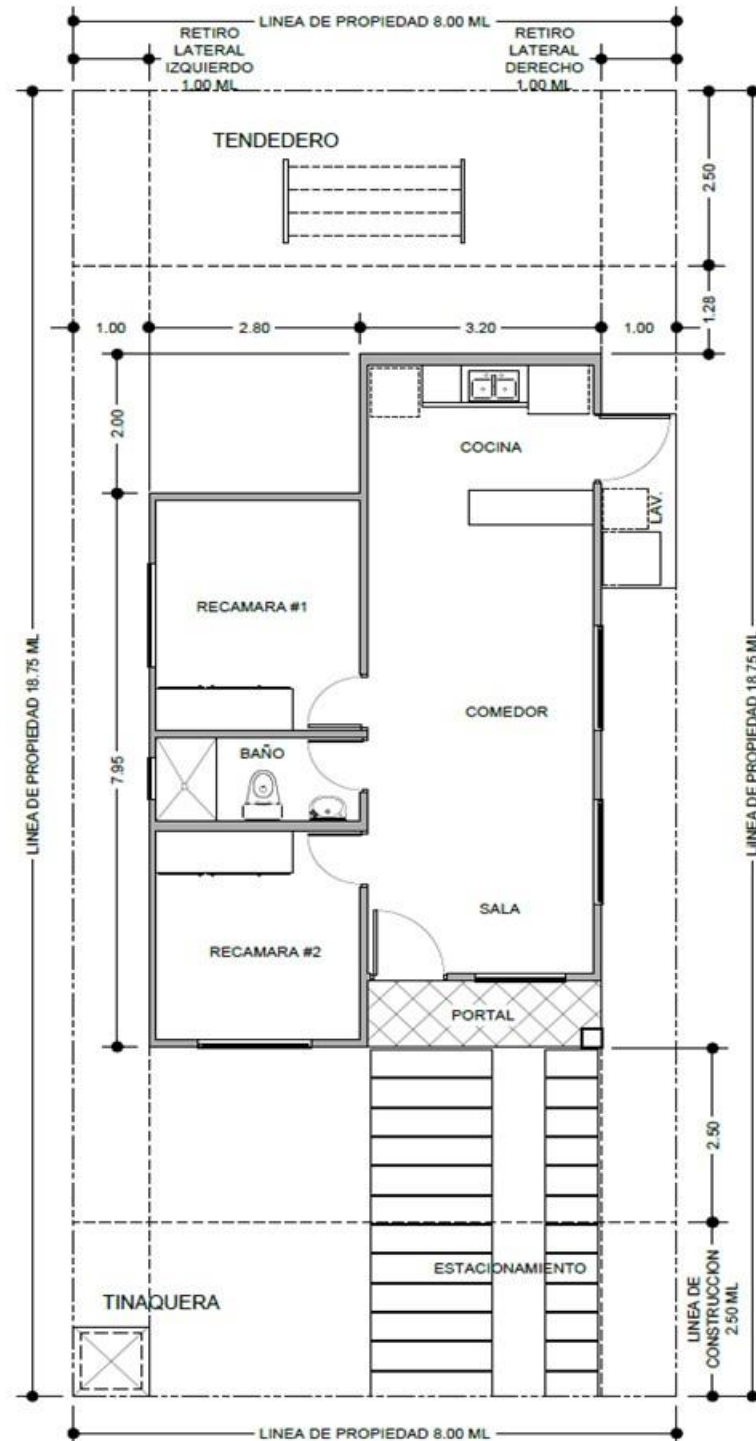 LINEA DE PROPIEDAD 8.00 ML
RETIRO
LATERAL
IZQUIERDO
1.00 ML
RETIRO
LATERAL
DERECHO
1.00 ML
TENDEDERO
2.50
1.28
1.00
2.80
3.20
1.00
2.00
COCINA
LAV.
RECAMARA #1
LINEA DE PROPIEDAD 18.75 ML
LINEA DE PROPIEDAD 18.75 ML
COMEDOR
7.95
BAÑO
SALA
RECAMARA #2
PORTAL
2.50
ESTACIONAMIENTO
LINEA DE
CONSTRUCCION
2.50 ML
TINAQUERA
LINEA DE PROPIEDAD 8.00 ML